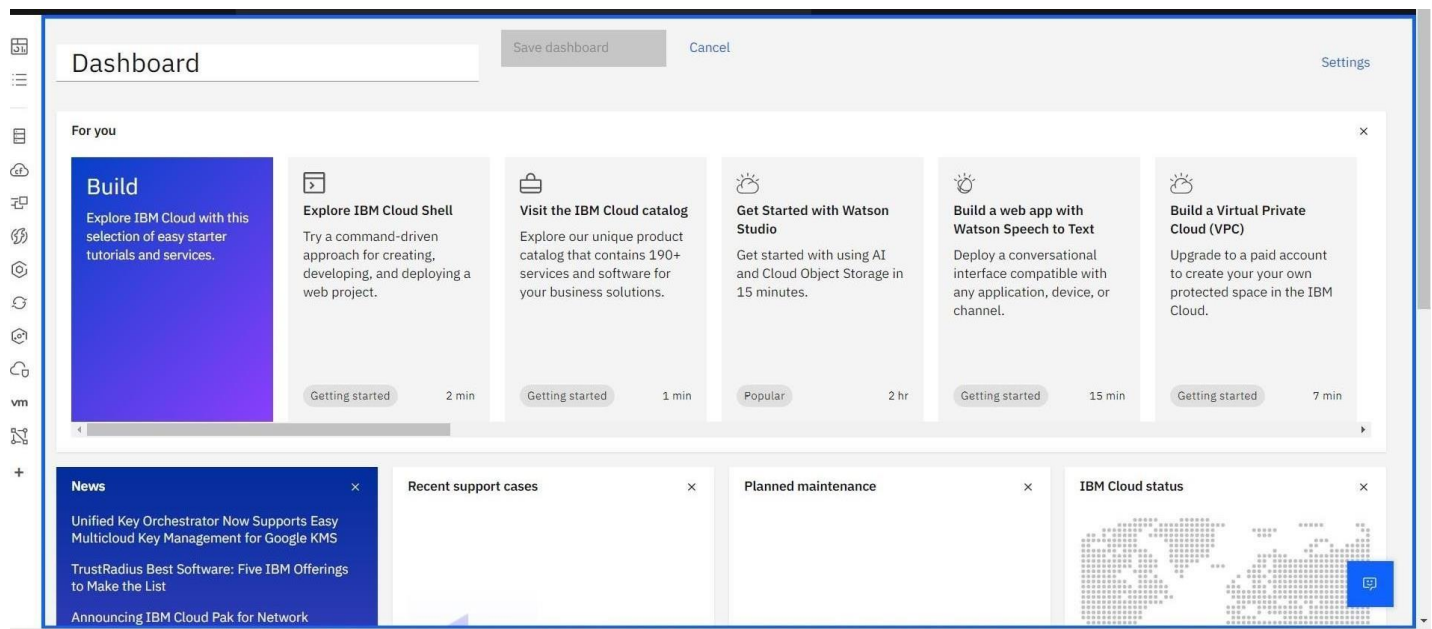 Dashboard
Save dashboard
Cancel
Settings
For you
Build
Explore IBM Cloud with this
selection of easy starter
tutorials and services.
Explore IBM Cloud Shell
Try a command-driven
approach for creating,
developing, and deploying a
web project.
Getting started 2 min
Visit the IBM Cloud catalog
Explore our unique product
catalog that contains 190+
services and software for
your business solutions.
Getting started 1 min
Get Started with Watson
Studio
Get started with using AI
and Cloud Object Storage in
15 minutes.
Popular 2 hr
Build a web app with
Watson Speech to Text
Deploy a conversational
interface compatible with
any application, device, or
channel.
Getting started 15 min
Build a Virtual Private
Cloud (VPC)
Upgrade to a paid account
to create your your own
protected space in the IBM
Cloud.
Getting started 7 min
vm
News
Unified Key Orchestrator Now Supports Easy
Multicloud Key Management for Google KMS
TrustRadius Best Software: Five IBM Offerings
to Make the List
Announcing IBM Cloud Pak for Network
Recent support cases
Planned maintenance
IBM Cloud status